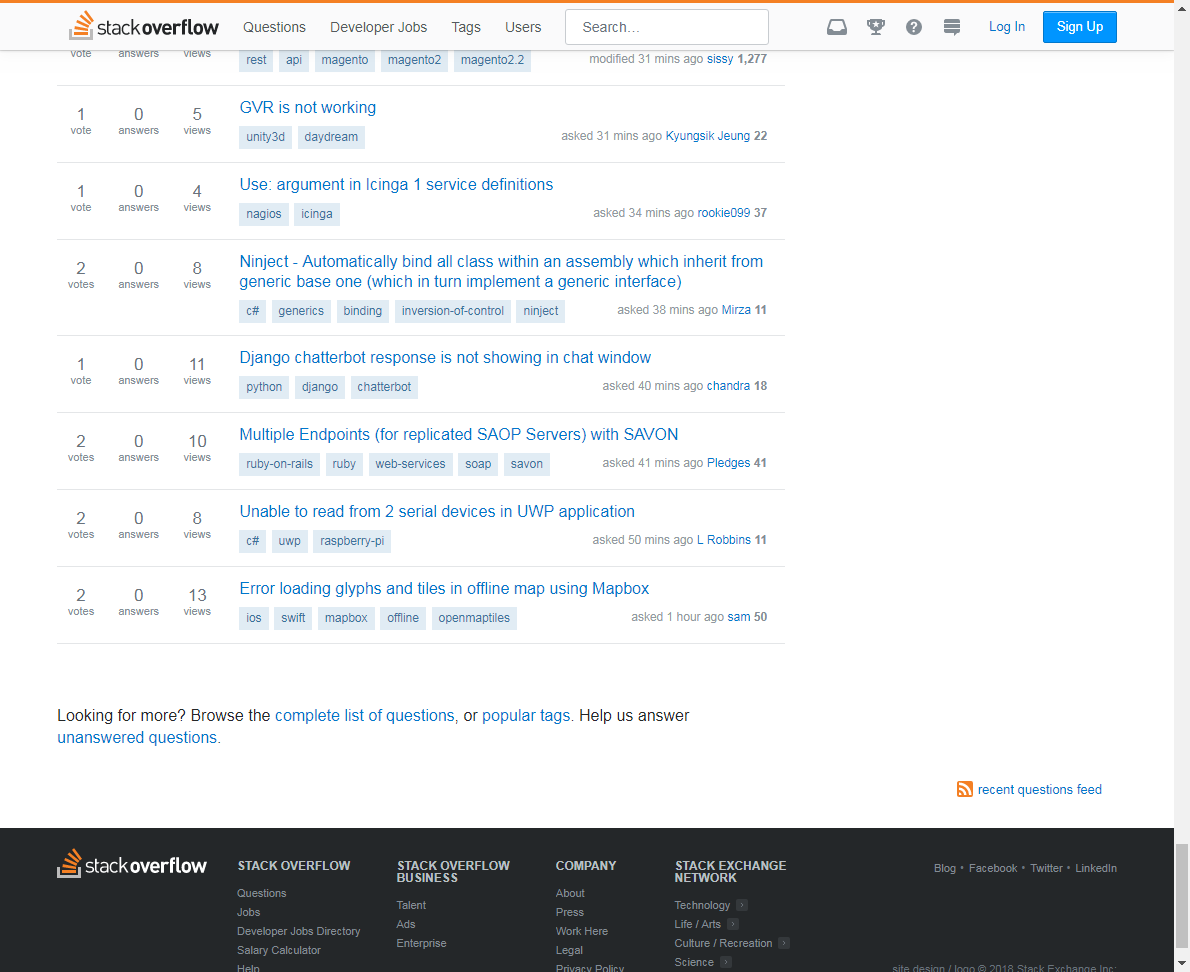 stackoverflow Questions Developer Jobs Tags Users Search... Log In Sign Up
vote answers views rest api magento magento2 magento2.2 modified 31 mins ago sissy 1,277
1 vote 0 answers 5 views
GVR is not working
unity3d daydream asked 31 mins ago Kyungsik Jeung 22
1 vote 0 answers 4 views
Use: argument in Icinga 1 service definitions
nagios icinga asked 34 mins ago rookie099 37
2 votes 0 answers 8 views
Ninject - Automatically bind all class within an assembly which inherit from
generic base one (which in turn implement a generic interface)
c# generics binding inversion-of-control ninject asked 38 mins ago Mirza 11
1 vote 0 answers 11 views
Django chatterbot response is not showing in chat window
python django chatterbot asked 40 mins ago chandra 18
2 votes 0 answers 10 views
Multiple Endpoints (for replicated SAOP Servers) with SAVON
ruby-on-rails ruby web-services soap savon asked 41 mins ago Pledges 41
2 votes 0 answers 8 views
Unable to read from 2 serial devices in UWP application
c# uwp raspberry-pi asked 50 mins ago L Robbins 11
2 votes 0 answers 13 views
Error loading glyphs and tiles in offline map using Mapbox
ios swift mapbox offline openmaptiles asked 1 hour ago sam 50
Looking for more? Browse the complete list of questions, or popular tags. Help us answer
unanswered questions.
recent questions feed
stackoverflow
STACK OVERFLOW
Questions
Jobs
Developer Jobs Directory
Salary Calculator
Help
STACK OVERFLOW
BUSINESS
Talent
Ads
Enterprise
COMPANY
About
Press
Work Here
Legal
Privacy Policy
STACK EXCHANGE
NETWORK
Technology
Life / Arts
Culture / Recreation
Science
Blog • Facebook • Twitter • LinkedIn
site design / logo © 2018 Stack Exchange Inc;